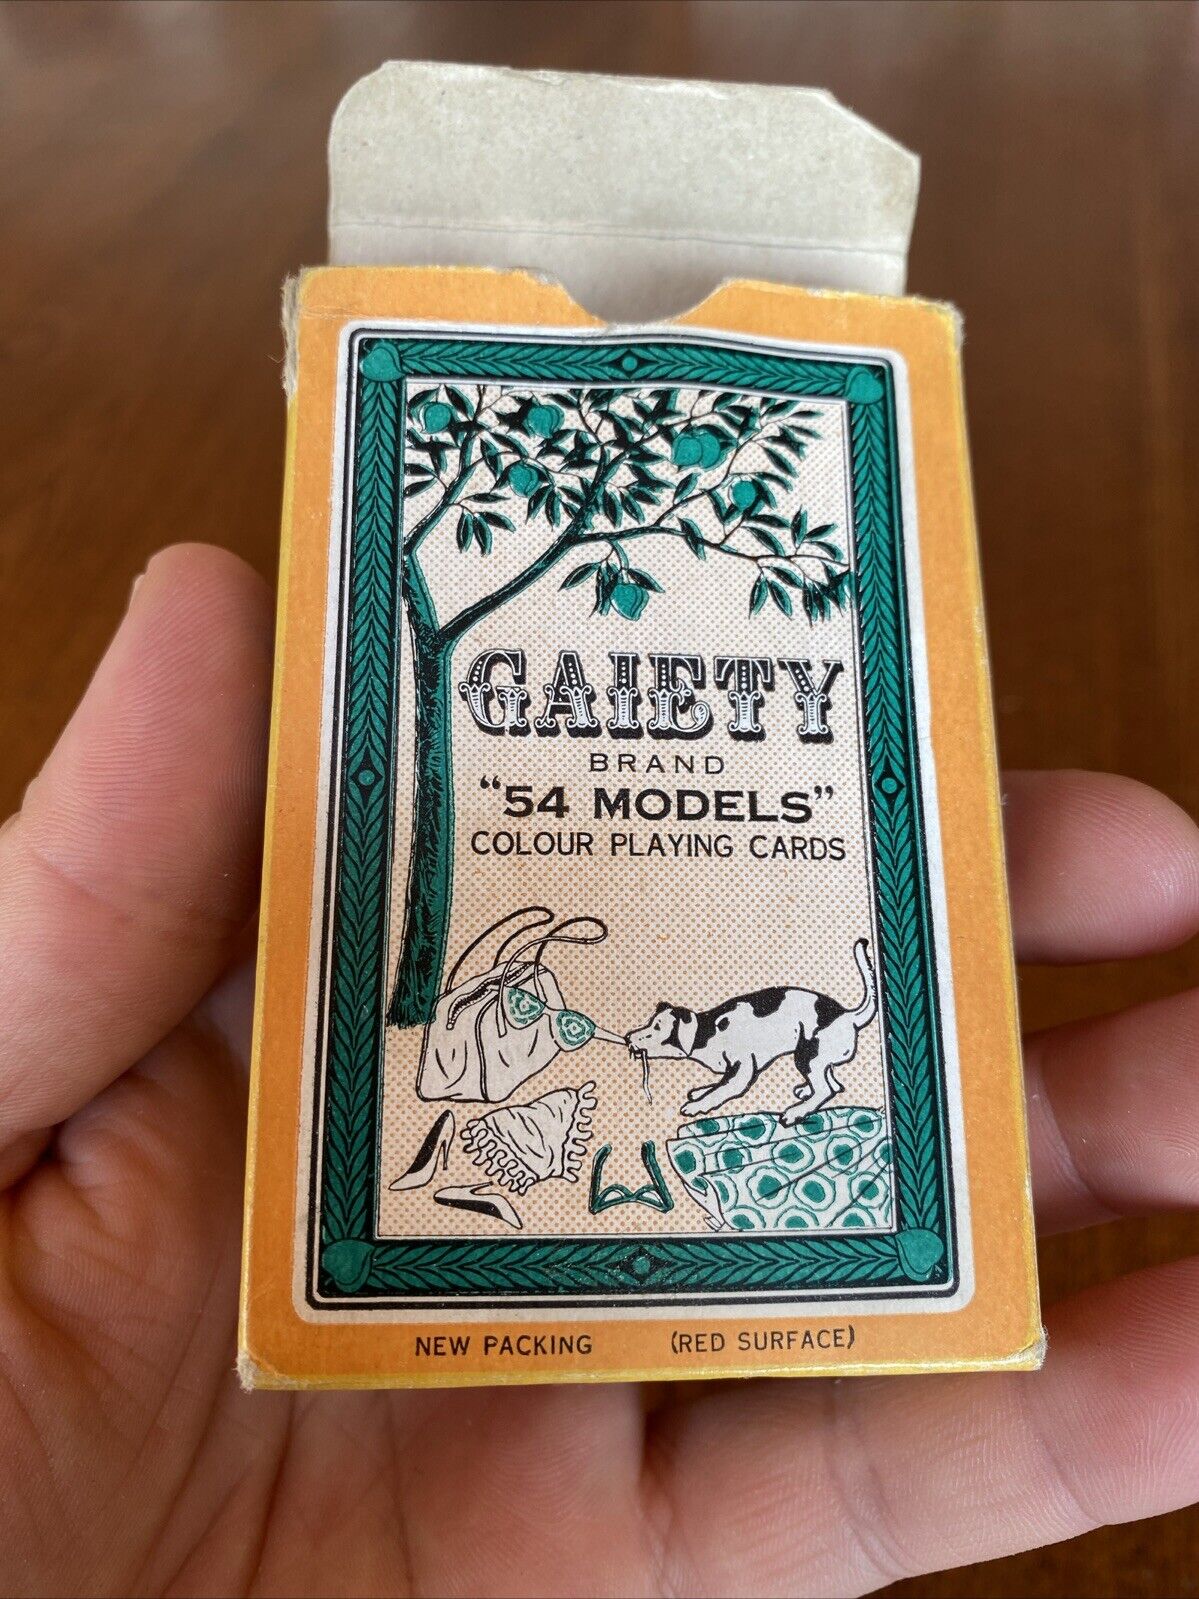 GAIETY
BRAND
"54 MODELS"
COLOUR PLAYING CARDS
NEW PACKING (RED SURFACE)